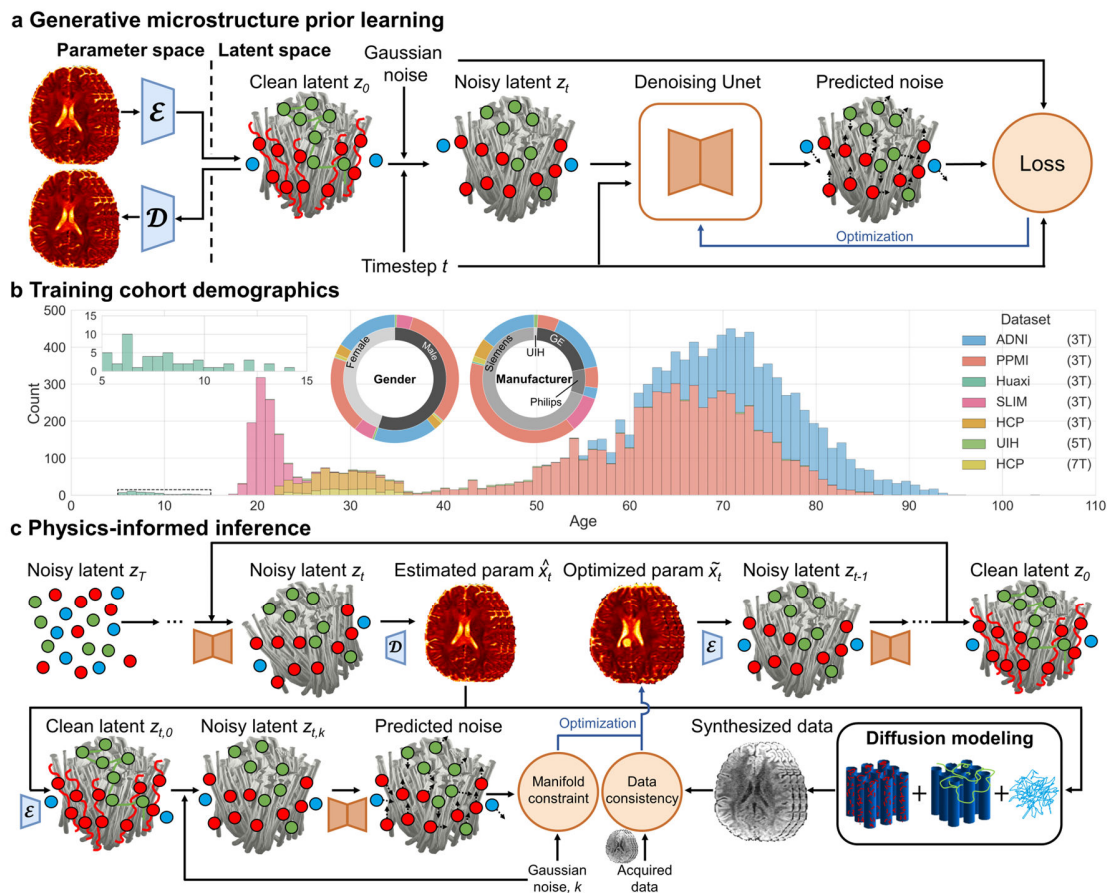 a Generative microstructure prior learning
Parameter space
Latent space
Gaussian
noise
Clean latent z0
Noisy latent zt
Denoising Unet
Predicted noise
ℰ
𝒟
Loss
Optimization
Timestep t
b Training cohort demographics
500
400
300
200
100
0
Count
15
10
5
0
5
10
15
Female
Male
Gender
Siemens
UIH
GE
Manufacturer
Philips
Dataset
ADNI (3T)
PPMI (3T)
Huaxi (3T)
SLIM (3T)
HCP (3T)
UIH (5T)
HCP (7T)
0 10 20 30 40 50 60 70 80 90 100 110
Age
c Physics-informed inference
Noisy latent zT
Noisy latent zt
Estimated param x̂t
Optimized param x̃t
Noisy latent zt-1
Clean latent z0
...
𝒟
ℰ
...
Clean latent zt,0
Noisy latent zt,k
Predicted noise
Optimization
Synthesized data
Diffusion modeling
ℰ
Manifold
constraint
Data
consistency
+
+
Gaussian
noise, k
Acquired
data